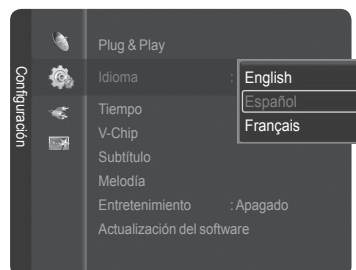 Configuración
Plug & Play
Idioma : English
Español
Français
Tiempo
V-Chip
Subtítulo
Melodía
Entretenimiento : Apagado
Actualización del software